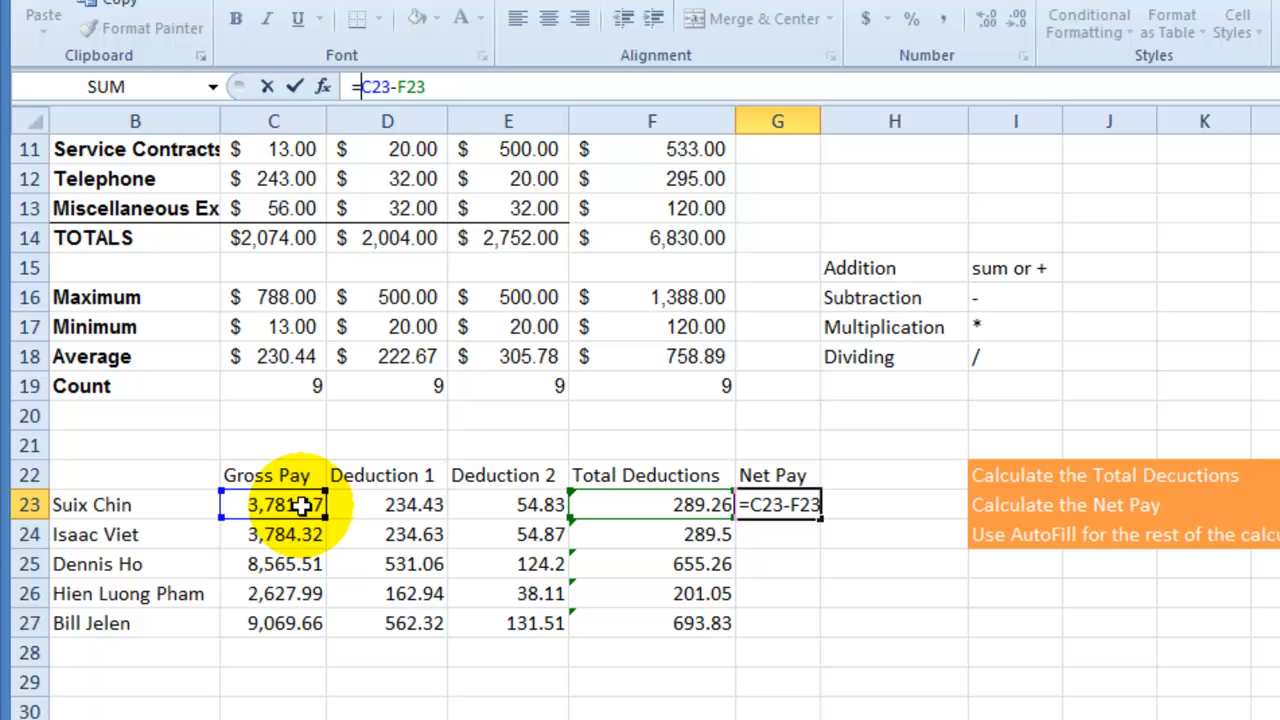 Paste Copy
Format Painter
B I U A Merge & Center $ % , .0 .00 .00 .0 Conditional Formatting Format as Table Cell Styles
Clipboard Font Alignment Number Styles
SUM fx =C23-F23
B C D E F G H I J K
11 Service Contracts $ 13.00 $ 20.00 $ 500.00 $ 533.00
12 Telephone $ 243.00 $ 32.00 $ 20.00 $ 295.00
13 Miscellaneous Ex $ 56.00 $ 32.00 $ 32.00 $ 120.00
14 TOTALS $2,074.00 $ 2,004.00 $ 2,752.00 $ 6,830.00
15 Addition sum or +
16 Maximum $ 788.00 $ 500.00 $ 500.00 $ 1,388.00 Subtraction -
17 Minimum $ 13.00 $ 20.00 $ 20.00 $ 120.00 Multiplication *
18 Average $ 230.44 $ 222.67 $ 305.78 $ 758.89 Dividing /
19 Count 9 9 9 9
20
21
22 Gross Pay Deduction 1 Deduction 2 Total Deductions Net Pay Calculate the Total Decuctions
23 Suix Chin 234.43 54.83 289.26 =C23-F23 Calculate the Net Pay
24 Isaac Viet 3,784.32 234.63 54.87 289.5 Use AutoFill for the rest of the
25 Dennis Ho 8,565.51 531.06 124.2 655.26
26 Hien Luong Pham 2,627.99 162.94 38.11 201.05
27 Bill Jelen 9,069.66 562.32 131.51 693.83
28
29
30